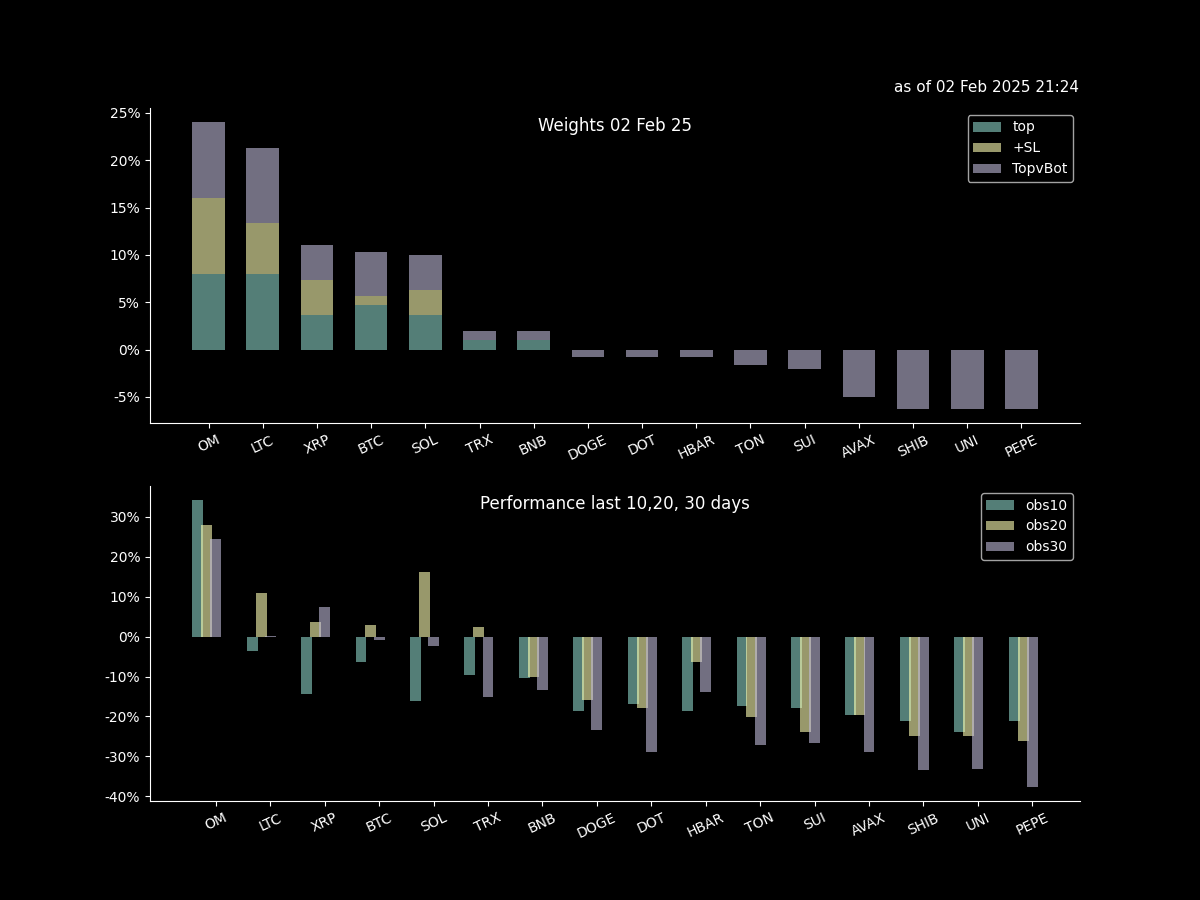 as of 02 Feb 2025 21:24
Weights 02 Feb 25
top
+SL
TopvBot
25%
20%
15%
10%
5%
0%
-5%
OM LTC XRP BTC SOL TRX BNB DOGE DOT HBAR TON SUI AVAX SHIB UNI PEPE
Performance last 10,20, 30 days
obs10
obs20
obs30
30%
20%
10%
0%
-10%
-20%
-30%
-40%
OM LTC XRP BTC SOL TRX BNB DOGE DOT HBAR TON SUI AVAX SHIB UNI PEPE